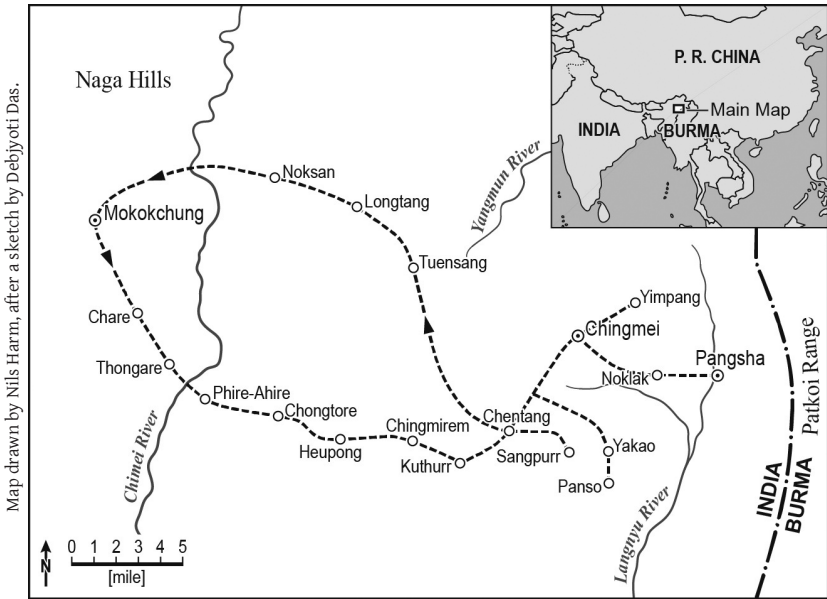 Map drawn by Nils Harm, after a sketch by Debjyoti Das.
Naga Hills
P. R. CHINA
Main Map
INDIA
BURMA
Yangmun River
Noksan
Longtang
Mokokchung
Tuensang
Yimpang
Chare
Chingmei
Thongare
Noklak
Pangsha
Patkoi Range
Phire-Ahire
Chongtore
Chingmirem
Chentang
Heupong
Kuthurr
Sangpurr
Yakao
Panso
Chimei River
Langnyu River
INDIA
BURMA
N
0 1 2 3 4 5
[mile]